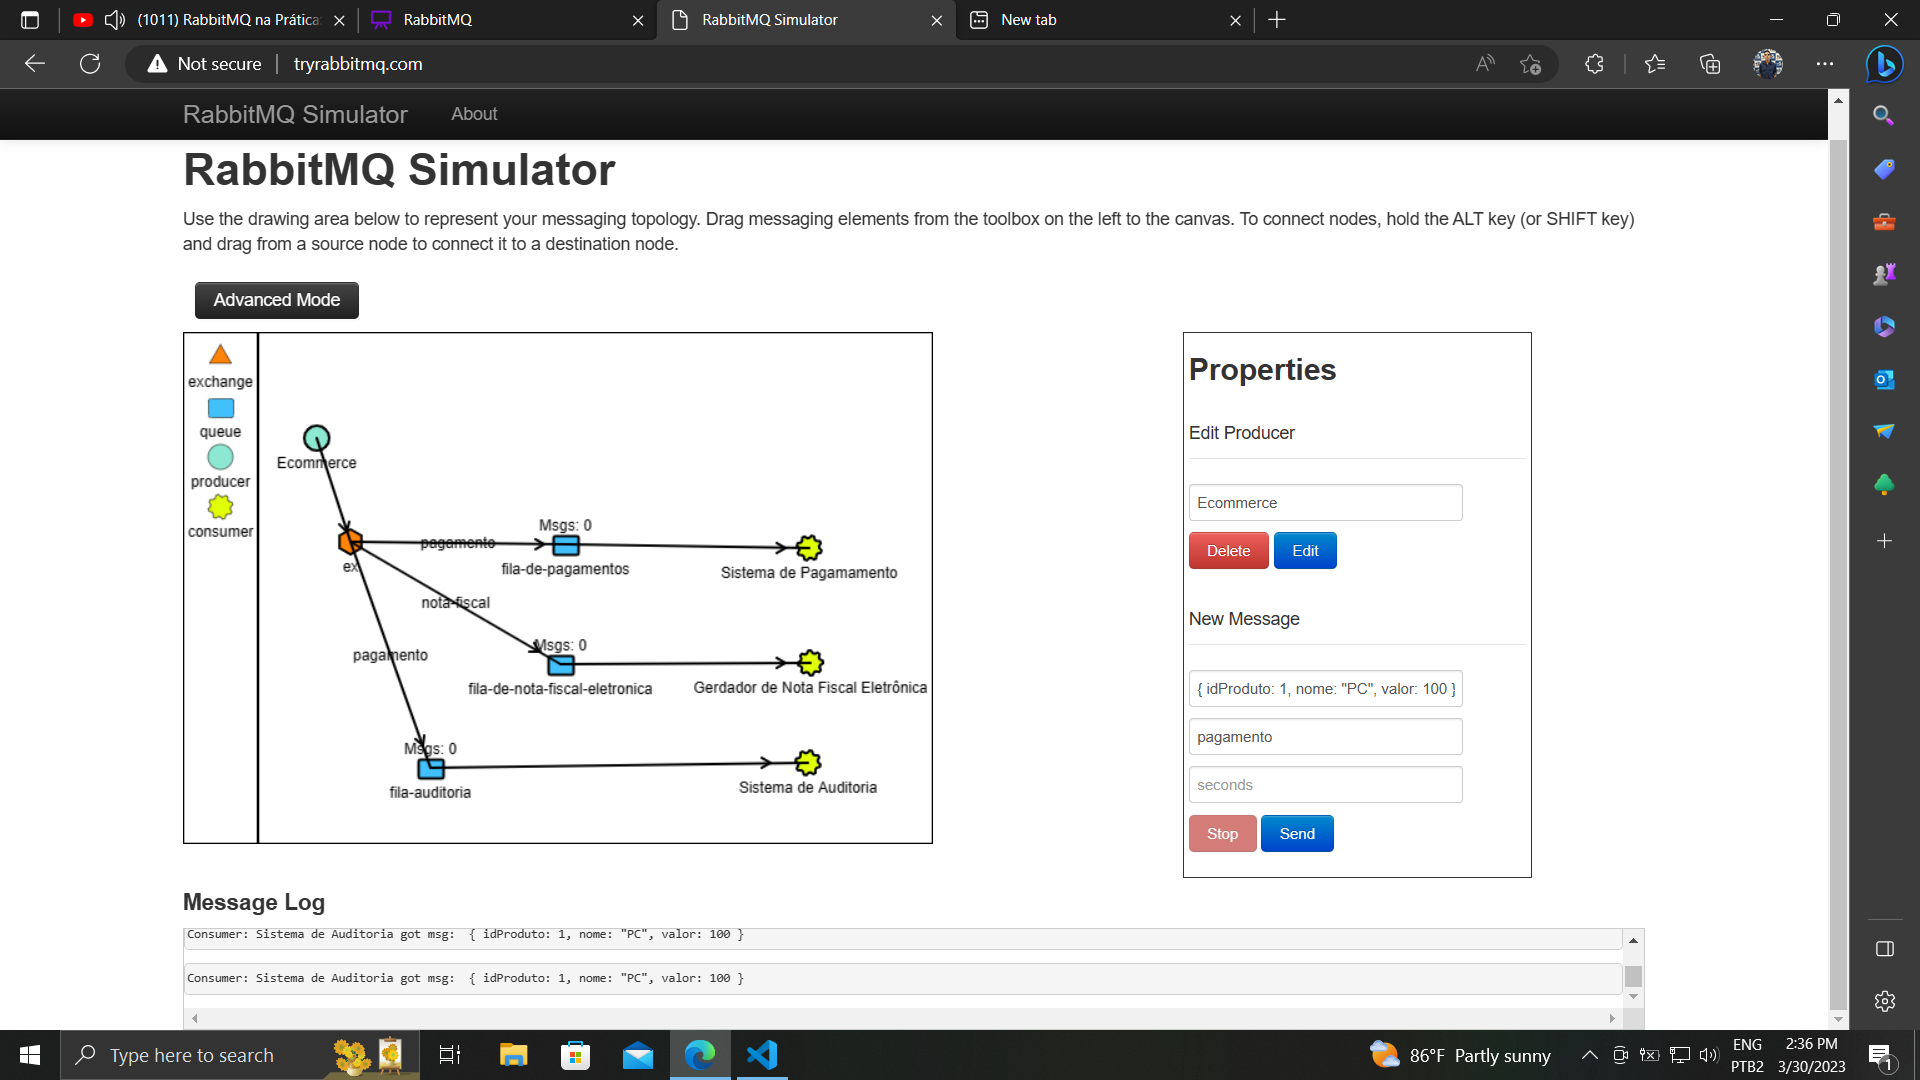 (1011) RabbitMQ na Prática:
RabbitMQ
RabbitMQ Simulator
New tab
Not secure
tryrabbitmq.com
RabbitMQ Simulator
About
RabbitMQ Simulator
Use the drawing area below to represent your messaging topology. Drag messaging elements from the toolbox on the left to the canvas. To connect nodes, hold the ALT key (or SHIFT key)
and drag from a source node to connect it to a destination node.
Advanced Mode
exchange
queue
producer
consumer
Ecommerce
ex
pagamento
Msgs: 0
fila-de-pagamentos
Sistema de Pagamamento
nota-fiscal
Msgs: 0
fila-de-nota-fiscal-eletronica
Gerdador de Nota Fiscal Eletrônica
pagamento
Msgs: 0
fila-auditoria
Sistema de Auditoria
Properties
Edit Producer
Ecommerce
Delete
Edit
New Message
{ idProduto: 1, nome: "PC", valor: 100 }
pagamento
seconds
Stop
Send
Message Log
Consumer: Sistema de Auditoria got msg: { idProduto: 1, nome: "PC", valor: 100 }
Consumer: Sistema de Auditoria got msg: { idProduto: 1, nome: "PC", valor: 100 }
Type here to search
86°F Partly sunny
ENG
PTB2
2:36 PM
3/30/2023
1